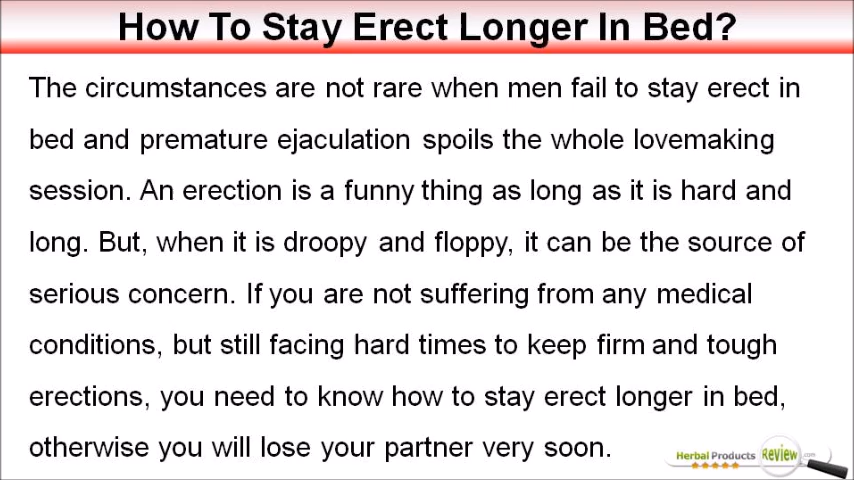 How To Stay Erect Longer In Bed?
The circumstances are not rare when men fail to stay erect in
bed and premature ejaculation spoils the whole lovemaking
session. An erection is a funny thing as long as it is hard and
long. But, when it is droopy and floppy, it can be the source of
serious concern. If you are not suffering from any medical
conditions, but still facing hard times to keep firm and tough
erections, you need to know how to stay erect longer in bed,
otherwise you will lose your partner very soon.
Herbal Products Review.com